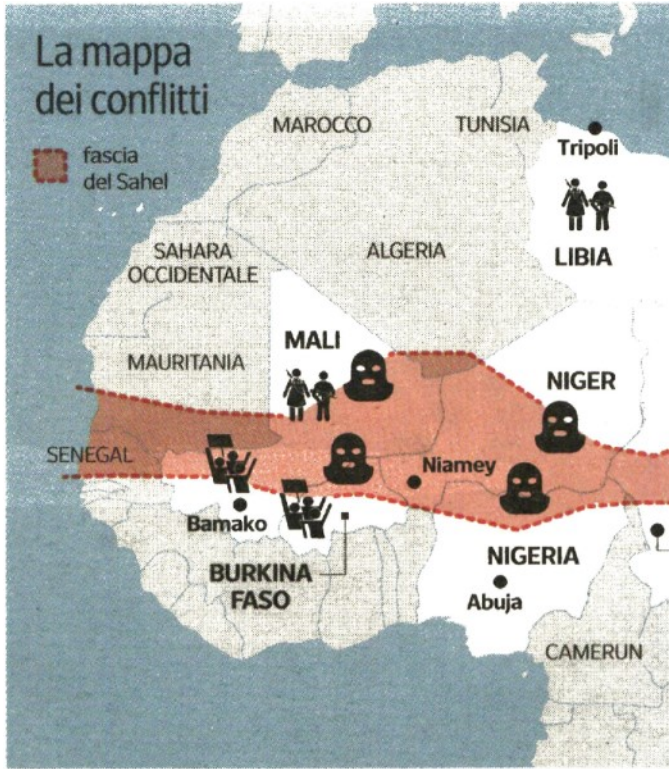 La mappa
dei conflitti
fascia
del Sahel
MAROCCO
TUNISIA
Tripoli
LIBIA
SAHARA
OCCIDENTALE
ALGERIA
MALI
MAURITANIA
NIGER
SENEGAL
Niamey
Bamako
BURKINA
FASO
NIGERIA
Abuja
CAMERUN